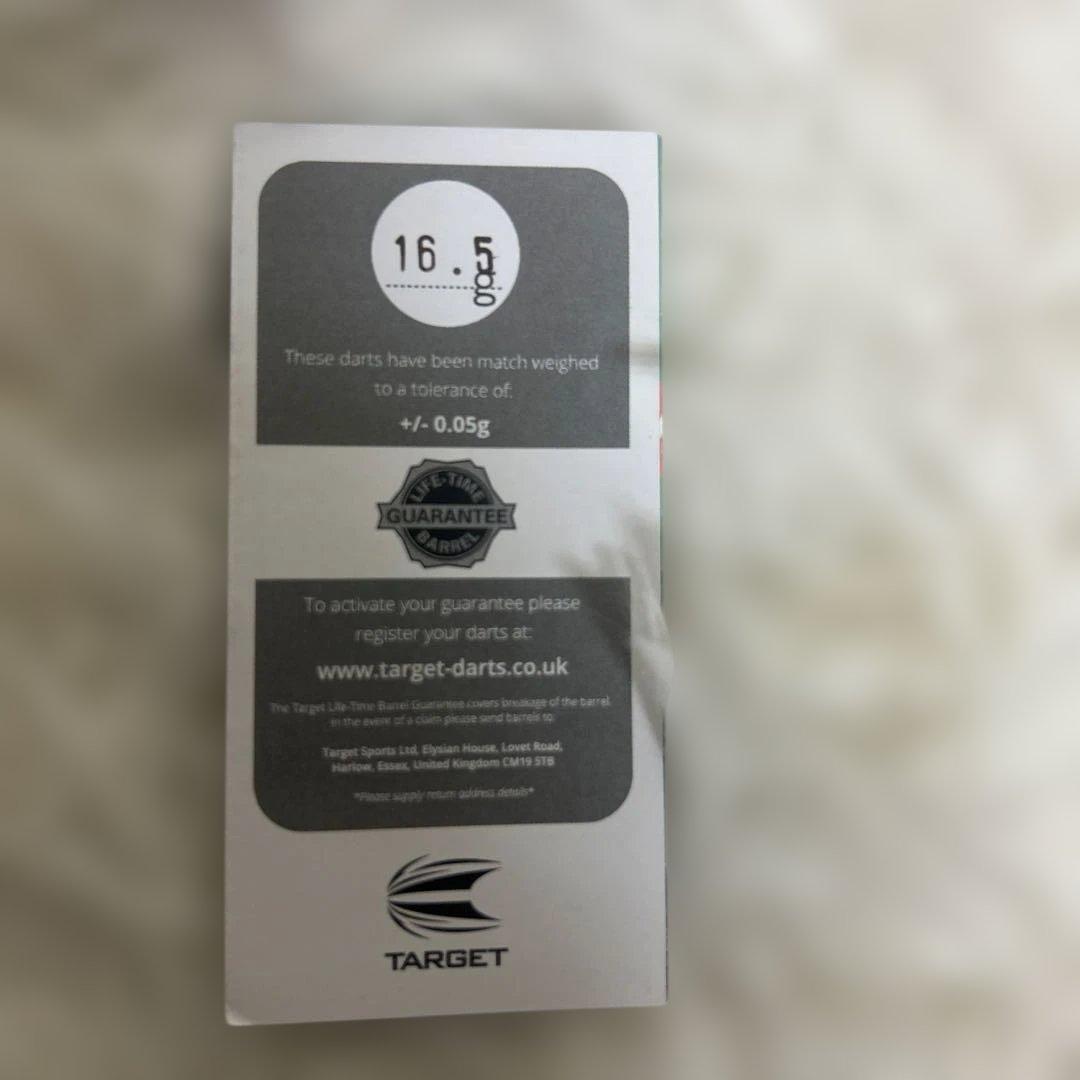 16.5g
These darts have been match weighed
to a tolerance of:
+/- 0.05g
LIFE-TIME
GUARANTEE
BARREL
To activate your guarantee please
register your darts at:
www.target-darts.co.uk
The Target Life-Time Barrel Guarantee covers breakage of the barrel
in the event of a claim please send barrels to:
Target Sports Ltd, Elysian House, Lovet Road,
Harlow, Essex, United Kingdom CM19 5TB
*Please supply return address details*
TARGET